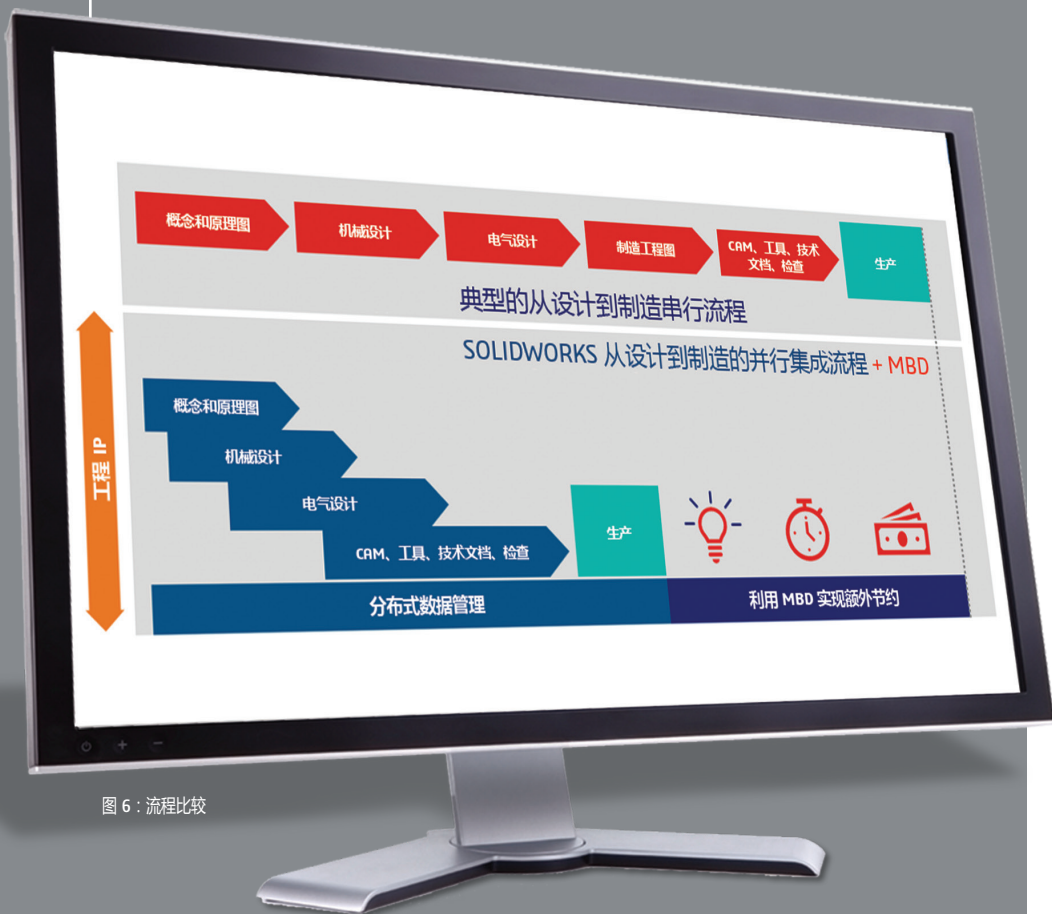 概念和原理图
机械设计
电气设计
制造工程图
CAM、工具、技术
文档、检查
生产
典型的从设计到制造串行流程
SOLIDWORKS 从设计到制造的并行集成流程 + MBD
工程 IP
概念和原理图
机械设计
电气设计
CAM、工具、技术文档、检查
生产
分布式数据管理
利用 MBD 实现额外节约
图 6：流程比较